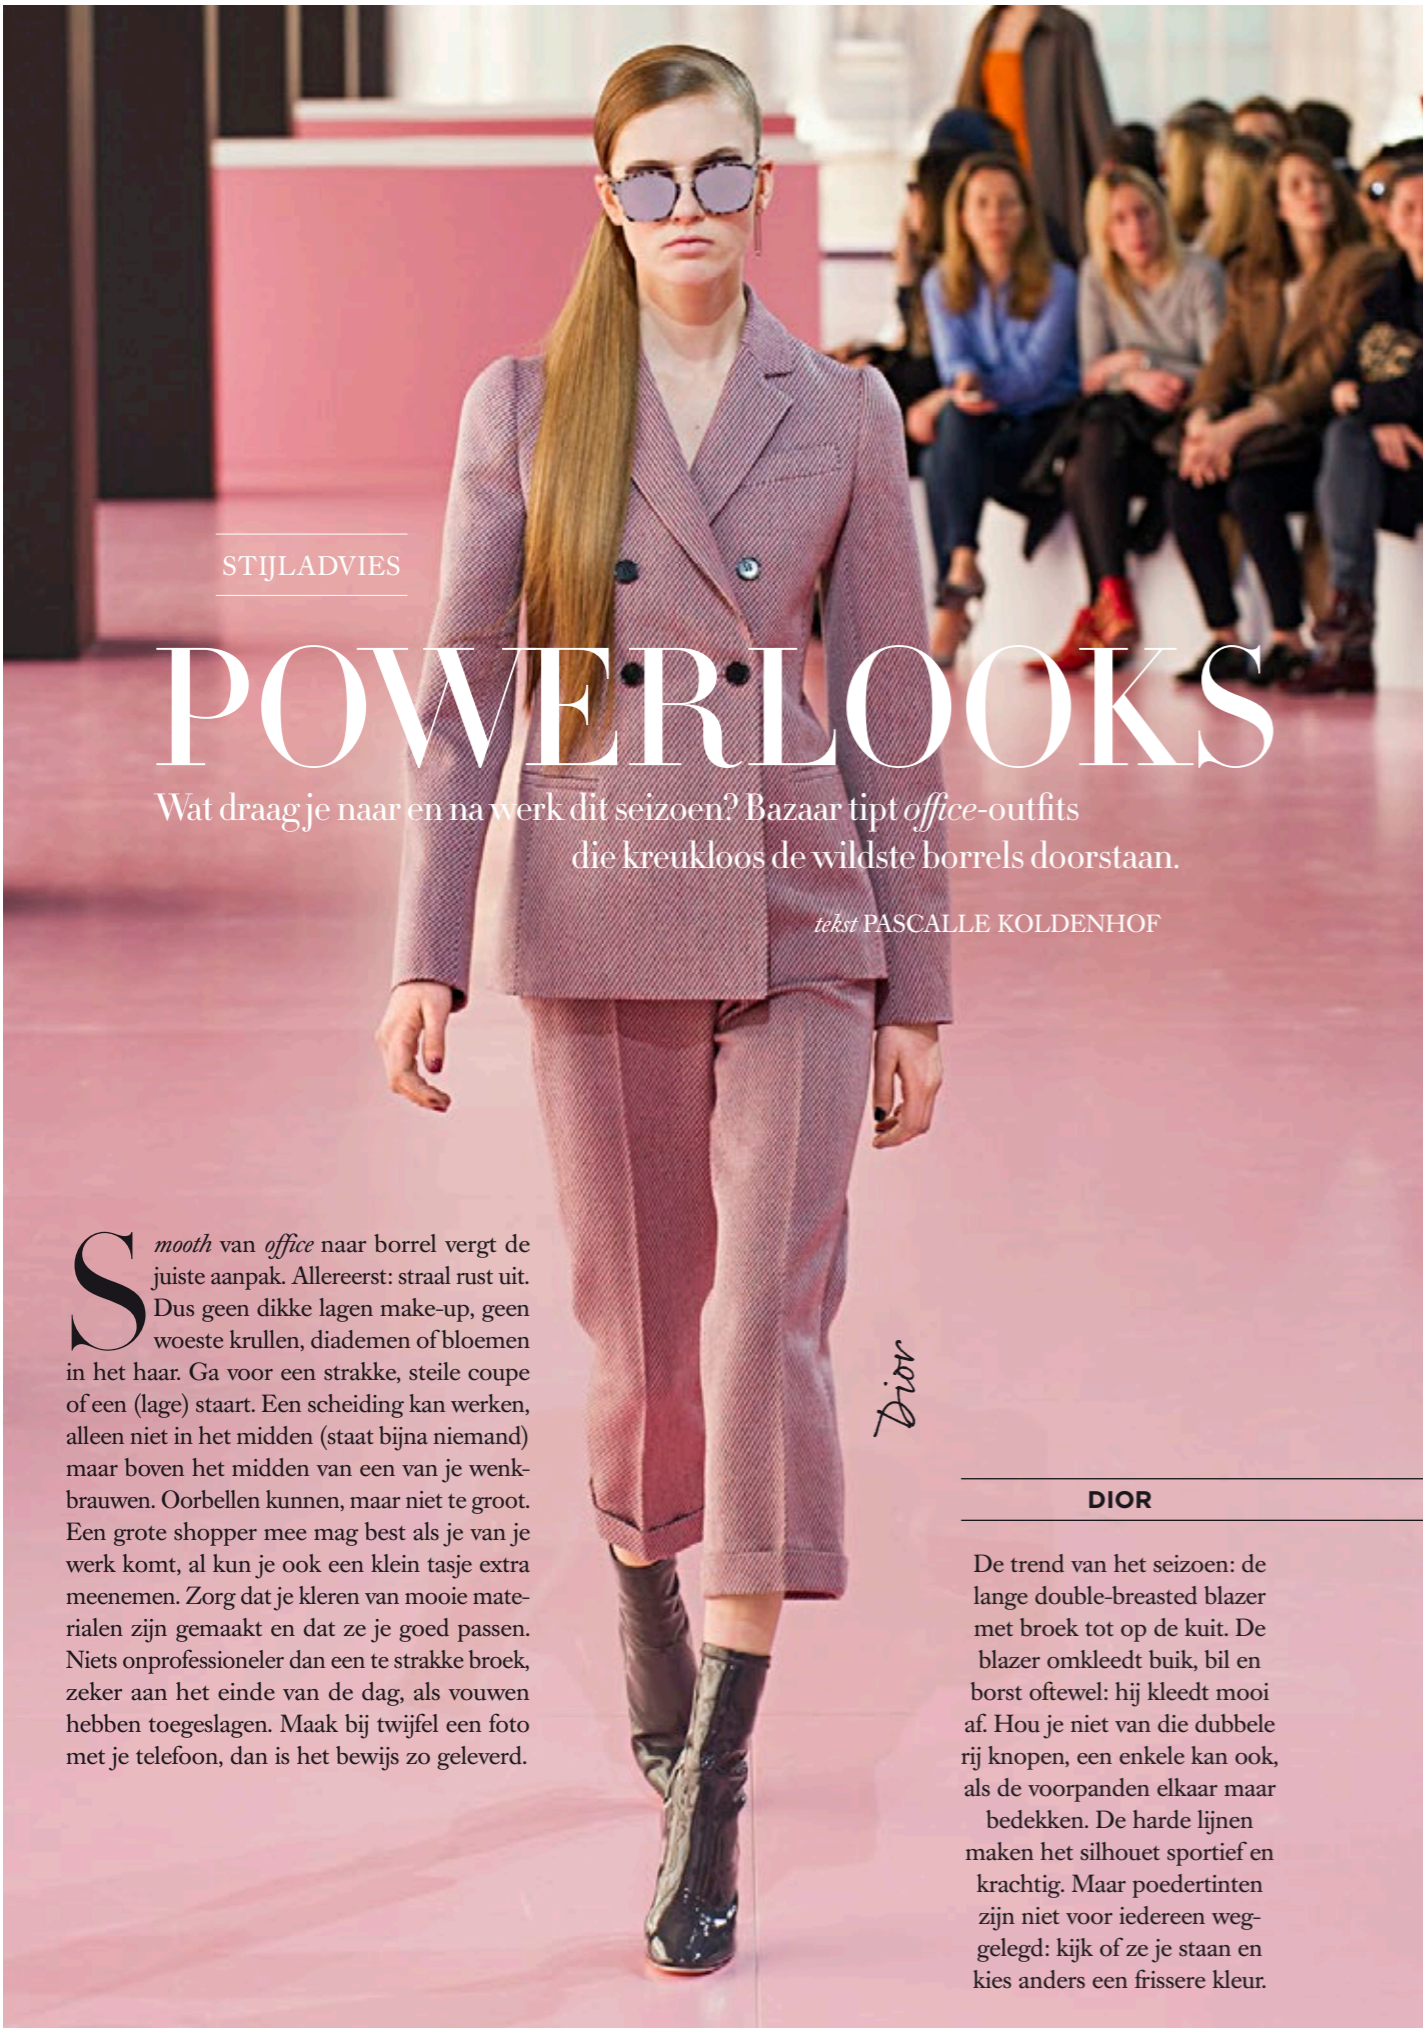 STIJLADVIES
POWERLOOKS
Wat draag je naar en na werk dit seizoen? Bazaar tipt office-outfits
die kreukloos de wildste borrels doorstaan.
tekst PASCALLE KOLDENHOF
Smooth van office naar borrel vergt de
juiste aanpak. Allereerst: straal rust uit.
Dus geen dikke lagen make-up, geen
woeste krullen, diademen of bloemen
in het haar. Ga voor een strakke, steile coupe
of een (lage) staart. Een scheiding kan werken,
alleen niet in het midden (staat bijna niemand)
maar boven het midden van een van je wenk-
brauwen. Oorbellen kunnen, maar niet te groot.
Een grote shopper mee mag best als je van je
werk komt, al kun je ook een klein tasje extra
meenemen. Zorg dat je kleren van mooie mate-
rialen zijn gemaakt en dat ze je goed passen.
Niets onprofessioneler dan een te strakke broek,
zeker aan het einde van de dag, als vouwen
hebben toegeslagen. Maak bij twijfel een foto
met je telefoon, dan is het bewijs zo geleverd.
Dior
DIOR
De trend van het seizoen: de
lange double-breasted blazer
met broek tot op de kuit. De
blazer omkleedt buik, bil en
borst oftewel: hij kleedt mooi
af. Hou je niet van die dubbele
rij knopen, een enkele kan ook,
als de voorpanden elkaar maar
bedekken. De harde lijnen
maken het silhouet sportief en
krachtig. Maar poedertinten
zijn niet voor iedereen weg-
gelegd: kijk of ze je staan en
kies anders een frissere kleur.